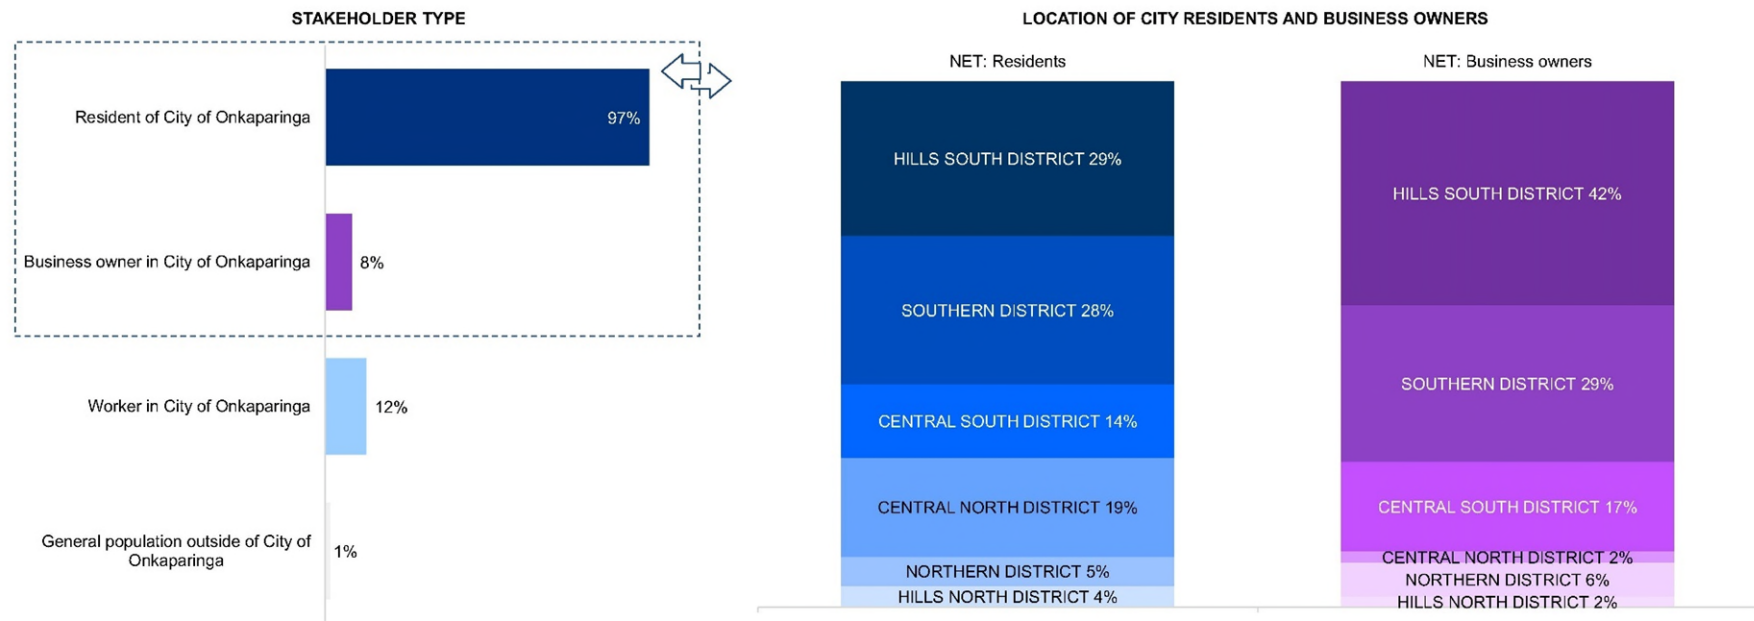 STAKEHOLDER TYPE
Resident of City of Onkaparinga
97%
Business owner in City of Onkaparinga
8%
Worker in City of Onkaparinga
12%
General population outside of City of
Onkaparinga
1%
LOCATION OF CITY RESIDENTS AND BUSINESS OWNERS
NET: Residents
HILLS SOUTH DISTRICT 29%
SOUTHERN DISTRICT 28%
CENTRAL SOUTH DISTRICT 14%
CENTRAL NORTH DISTRICT 19%
NORTHERN DISTRICT 5%
HILLS NORTH DISTRICT 4%
NET: Business owners
HILLS SOUTH DISTRICT 42%
SOUTHERN DISTRICT 29%
CENTRAL SOUTH DISTRICT 17%
CENTRAL NORTH DISTRICT 2%
NORTHERN DISTRICT 6%
HILLS NORTH DISTRICT 2%